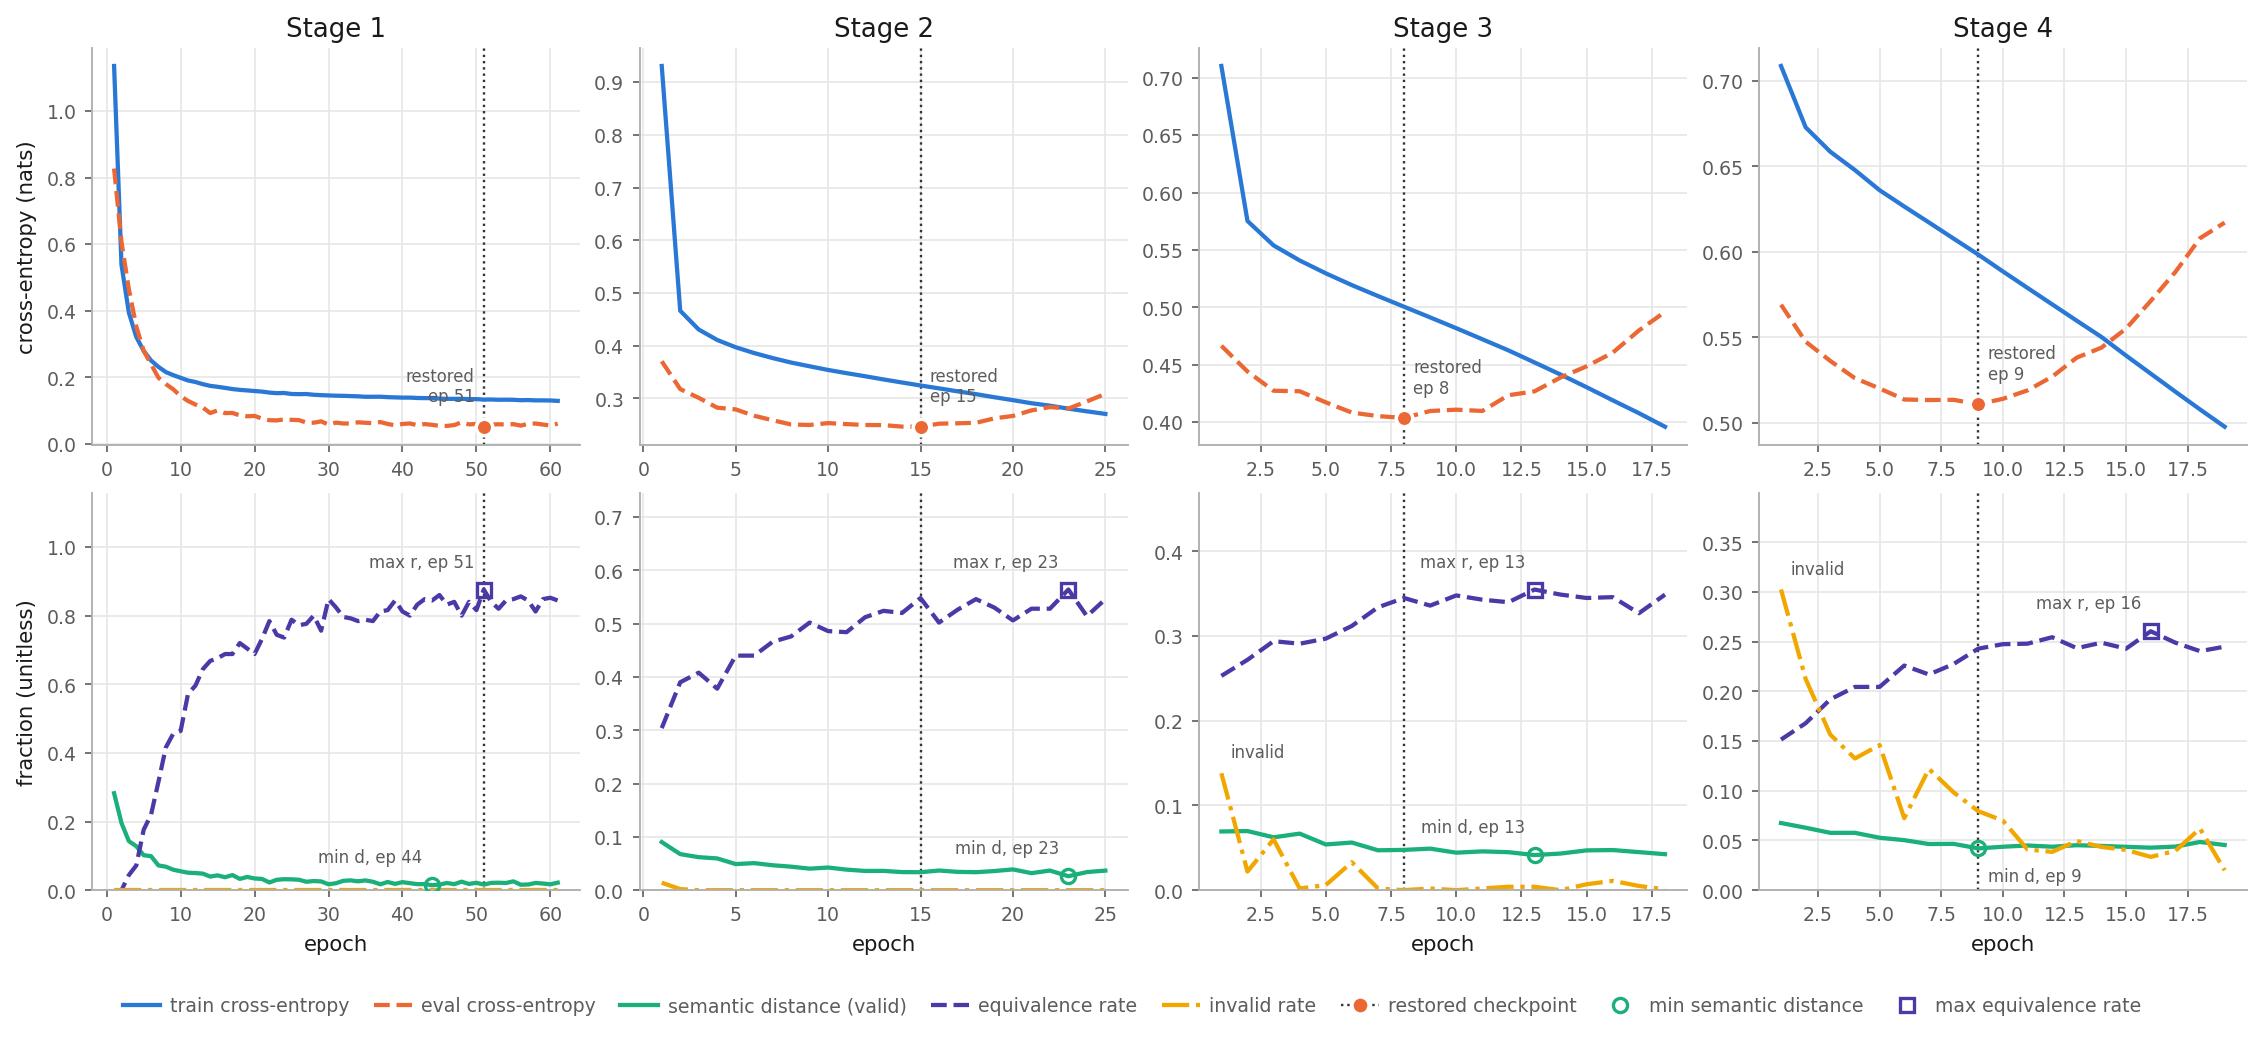 Stage 1
Stage 2
Stage 3
Stage 4
cross-entropy (nats)
1.0
0.8
0.6
0.4
0.2
0.0
restored
ep 51
0 10 20 30 40 50 60
0.9
0.8
0.7
0.6
0.5
0.4
0.3
restored
ep 15
0 5 10 15 20 25
0.70
0.65
0.60
0.55
0.50
0.45
0.40
restored
ep 8
2.5 5.0 7.5 10.0 12.5 15.0 17.5
0.70
0.65
0.60
0.55
0.50
restored
ep 9
2.5 5.0 7.5 10.0 12.5 15.0 17.5
fraction (unitless)
1.0
0.8
0.6
0.4
0.2
0.0
max r, ep 51
min d, ep 44
0 10 20 30 40 50 60
epoch
0.7
0.6
0.5
0.4
0.3
0.2
0.1
0.0
max r, ep 23
min d, ep 23
0 5 10 15 20 25
epoch
0.4
0.3
0.2
0.1
0.0
max r, ep 13
invalid
min d, ep 13
2.5 5.0 7.5 10.0 12.5 15.0 17.5
epoch
0.35
0.30
0.25
0.20
0.15
0.10
0.05
0.00
invalid
max r, ep 16
min d, ep 9
2.5 5.0 7.5 10.0 12.5 15.0 17.5
epoch
train cross-entropy eval cross-entropy semantic distance (valid) equivalence rate invalid rate restored checkpoint min semantic distance max equivalence rate